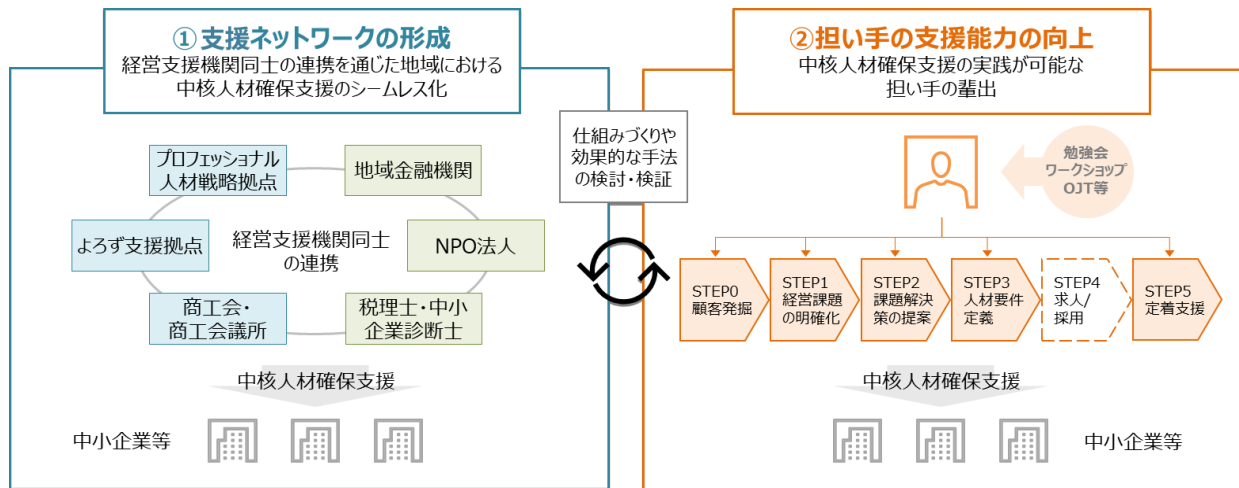 ①支援ネットワークの形成
経営支援機関同士の連携を通じた地域における
中核人材確保支援のシームレス化
プロフェッショナル
人材戦略拠点
地域金融機関
よろず支援拠点
経営支援機関同士
の連携
NPO法人
商工会・
商工会議所
税理士・中小
企業診断士
中核人材確保支援
中小企業等
仕組みづくりや
効果的な手法
の検討・検証
②担い手の支援能力の向上
中核人材確保支援の実践が可能な
担い手の輩出
勉強会
ワークショップ
OJT等
STEP0
顧客発掘
STEP1
経営課題
の明確化
STEP2
課題解決
策の提案
STEP3
人材要件
定義
STEP4
求人/
採用
STEP5
定着支援
中核人材確保支援
中小企業等